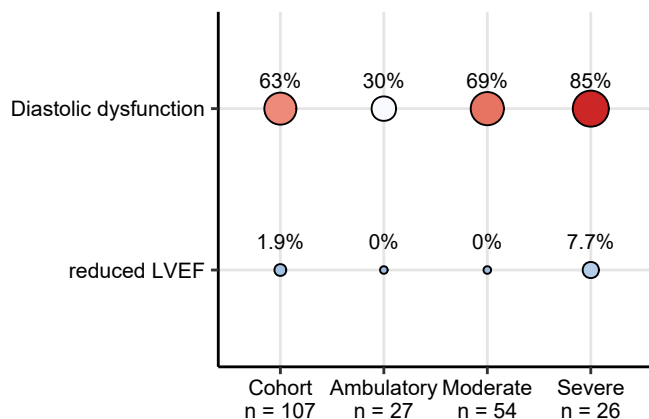 63% 30% 69% 85%
Diastolic dysfunction
1.9% 0% 0% 7.7%
reduced LVEF
Cohort Ambulatory Moderate Severe
n = 107 n = 27 n = 54 n = 26